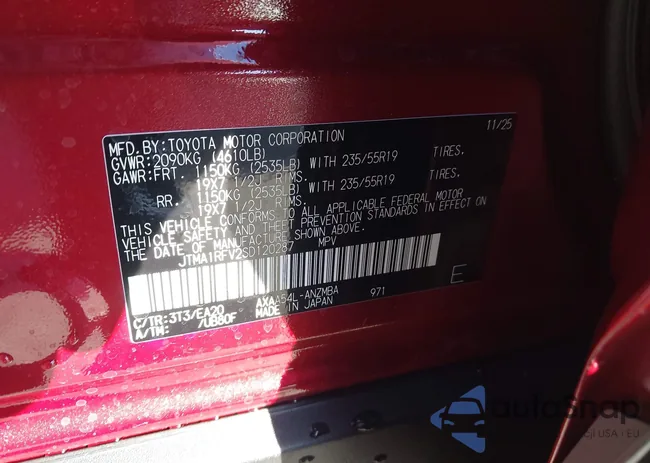 MFD.BY:TOYOTA MOTOR CORPORATION 11/25
GVWR:2090KG (4610LB)
GAWR:FRT. 1150KG (2535LB) WITH 235/55R19 TIRES.
19X7 1/2J RIMS.
RR. 1150KG (2535LB) WITH 235/55R19 TIRES.
19X7 1/2J RIMS.
THIS VEHICLE CONFORMS TO ALL APPLICABLE FEDERAL MOTOR
VEHICLE SAFETY AND THEFT PREVENTION STANDARDS IN EFFECT ON
THE DATE OF MANUFACTURE SHOWN ABOVE.
JTMA1RFV2SD120287 MPV
E
C/TR:3T3/EA20 AXAA54L-ANZMBA 971
A/TM: /UB80F MADE IN JAPAN
autosnap
cji USA - EU